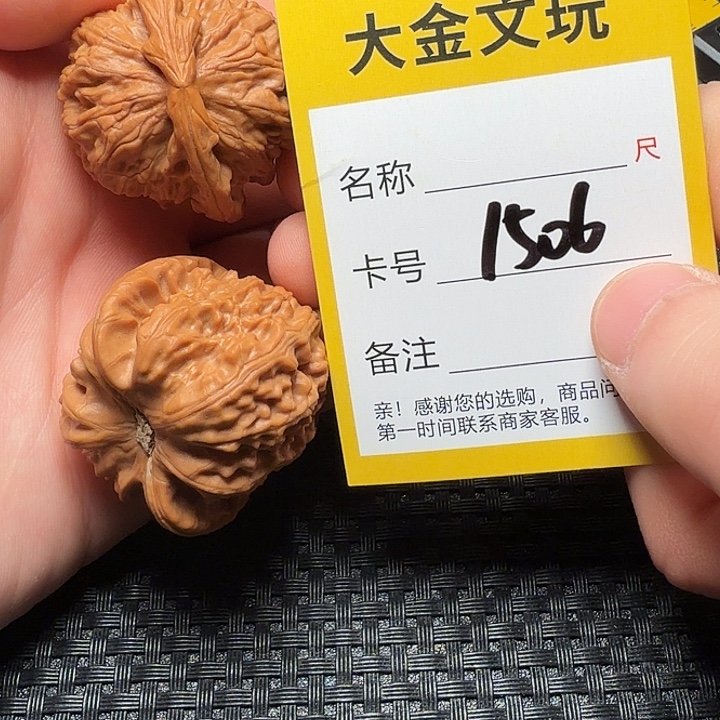 大金文玩
名称 尺
卡号 1506
备注
亲！感谢您的选购，商品问
第一时间联系商家客服。